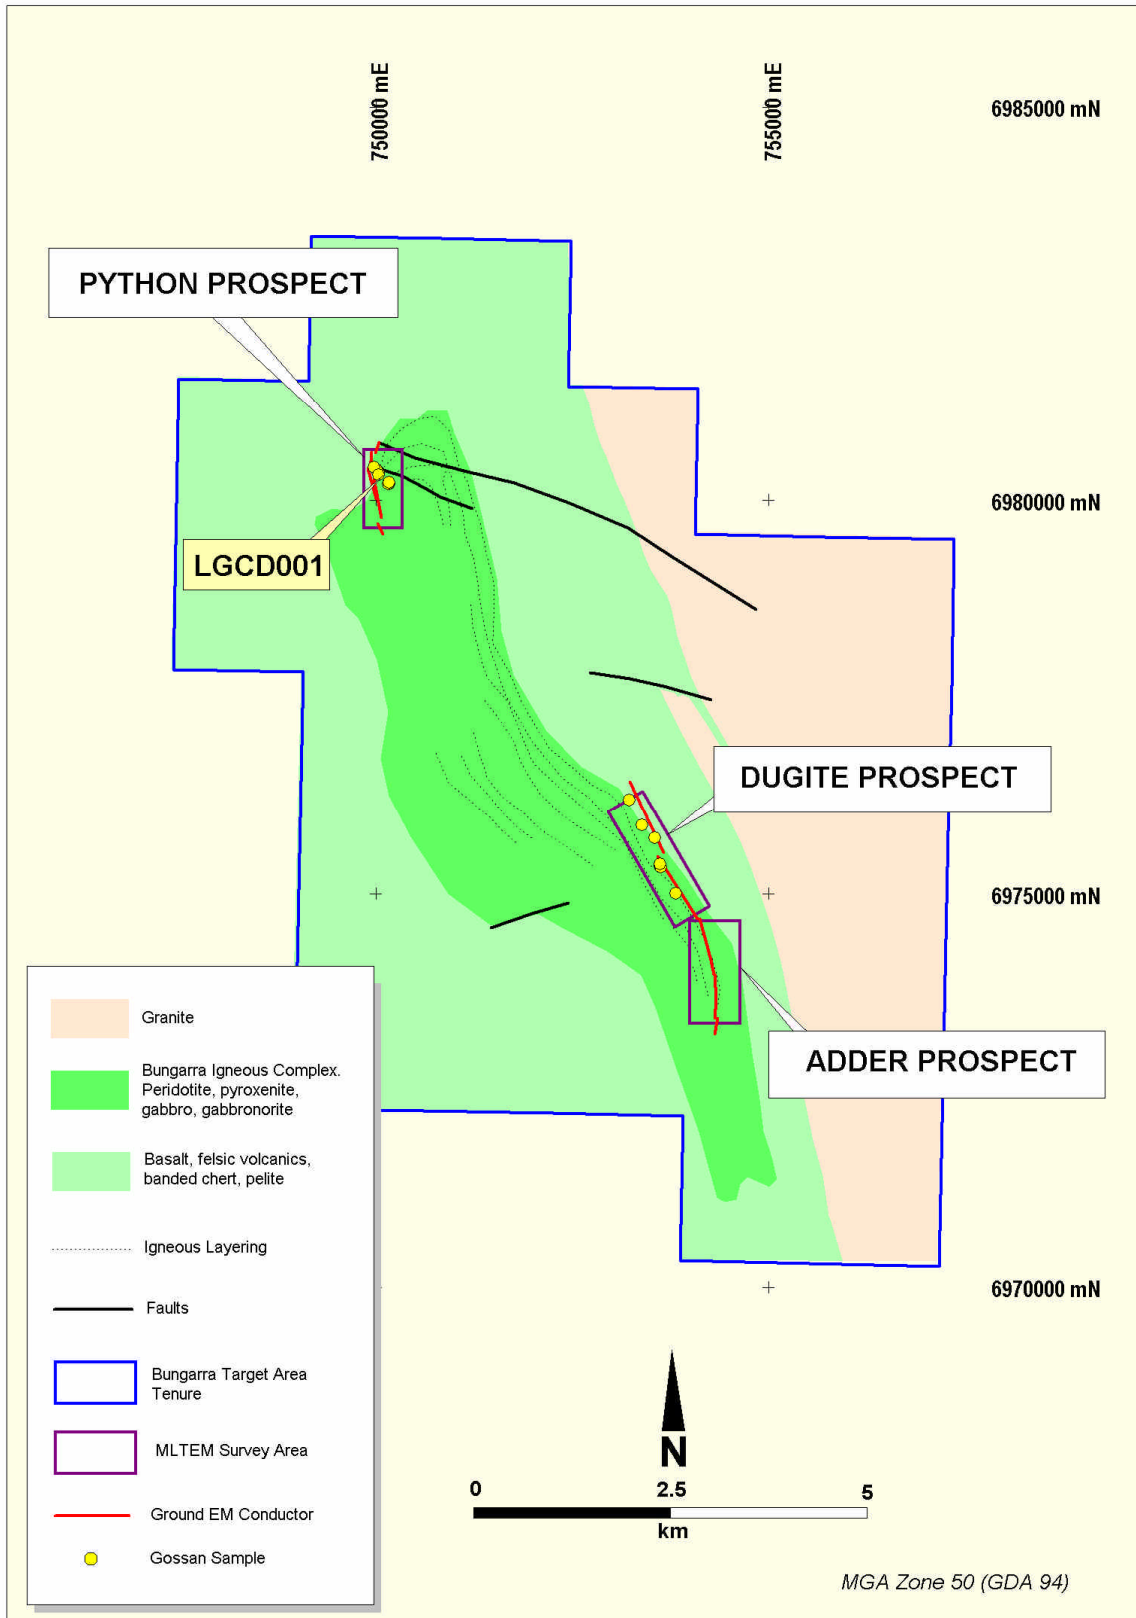 750000 mE
755000 mE
6985000 mN
PYTHON PROSPECT
6980000 mN
LGCD001
DUGITE PROSPECT
6975000 mN
ADDER PROSPECT
6970000 mN
Granite
Bungarra Igneous Complex.
Peridotite, pyroxenite,
gabbro, gabbronorite
Basalt, felsic volcanics,
banded chert, pelite
Igneous Layering
Faults
Bungarra Target Area
Tenure
MLTEM Survey Area
Ground EM Conductor
Gossan Sample
N
0 2.5 5
km
MGA Zone 50 (GDA 94)